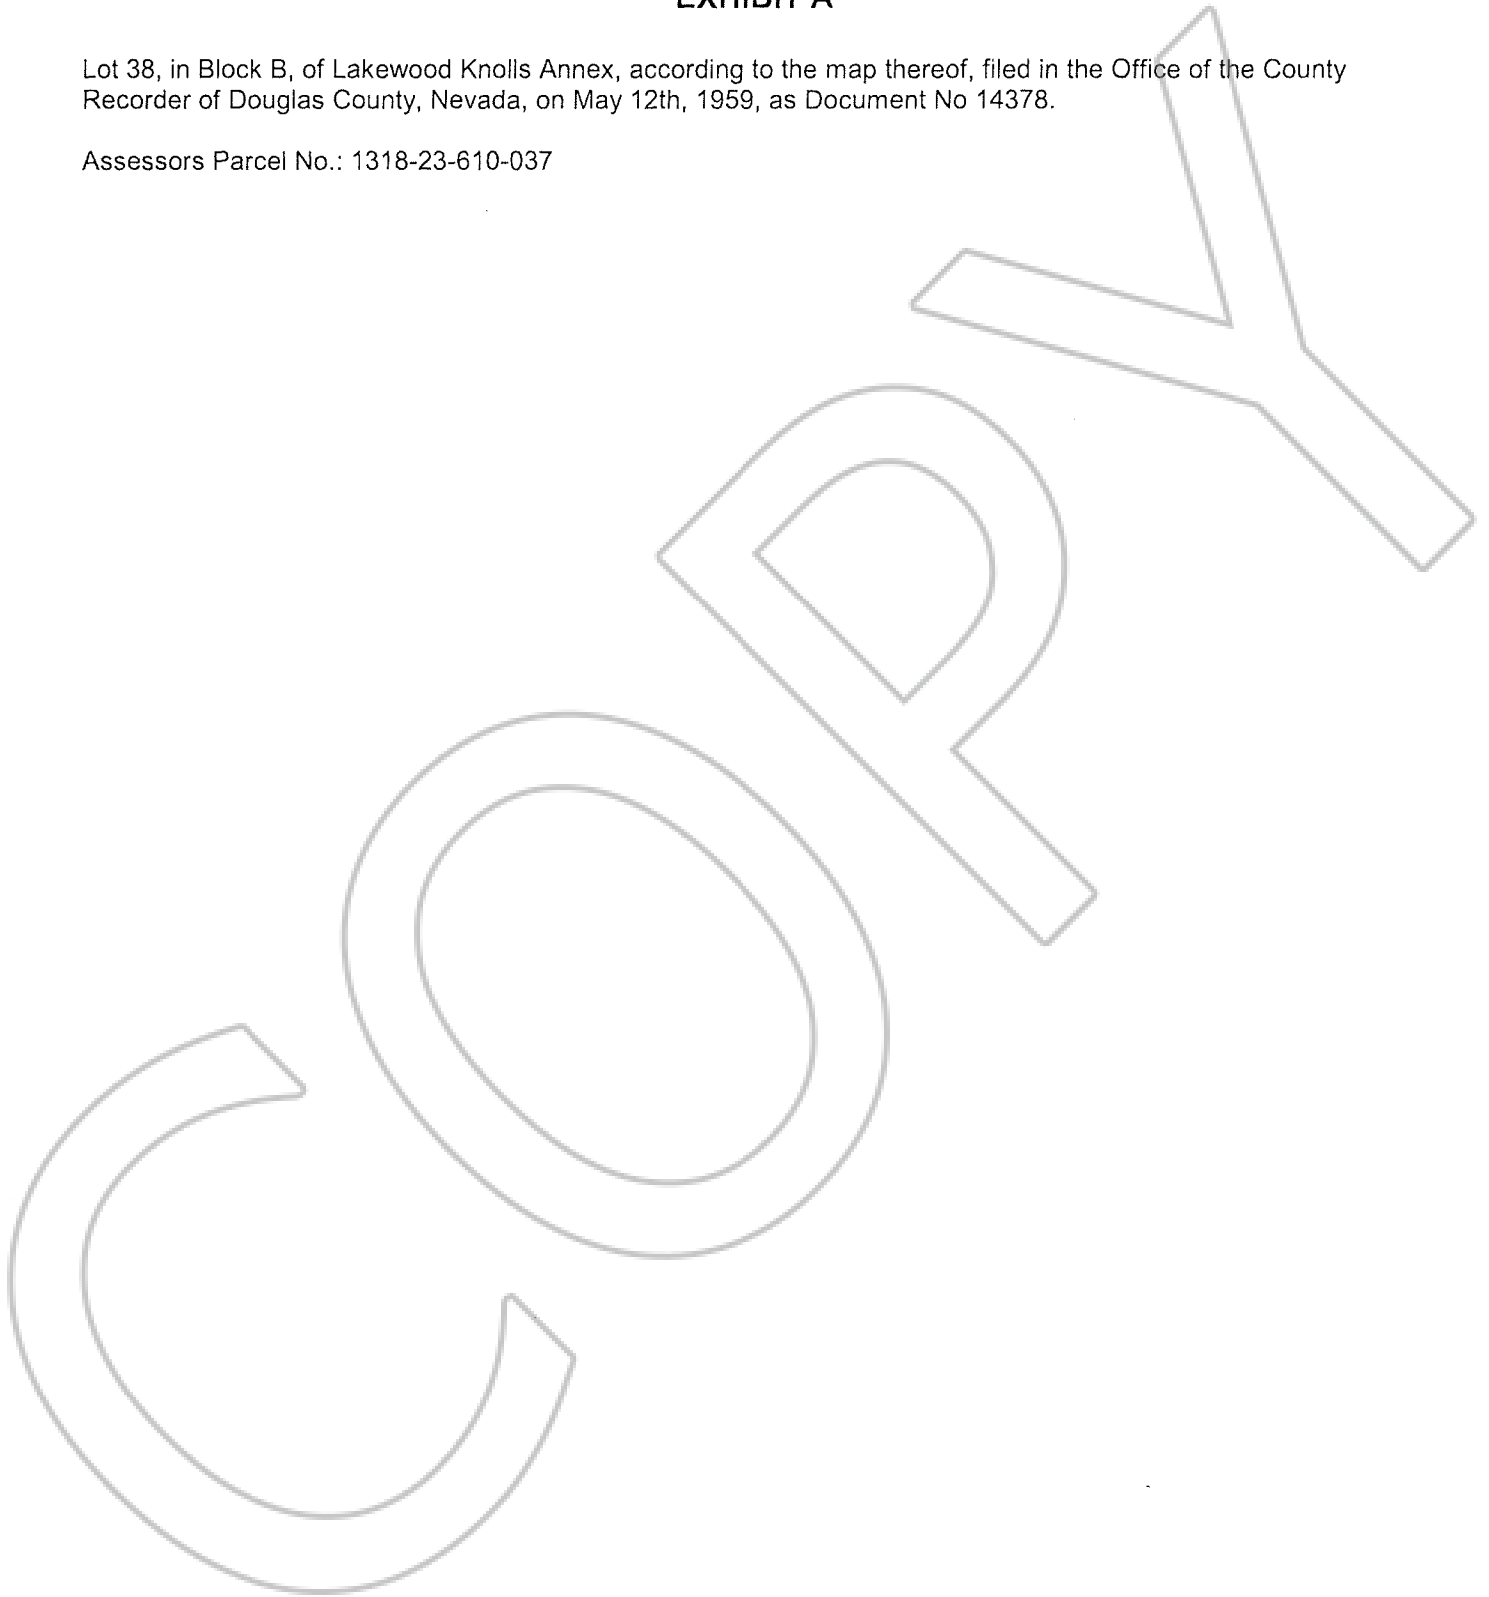 EXHIBIT A
Lot 38, in Block B, of Lakewood Knolls Annex, according to the map thereof, filed in the Office of the County
Recorder of Douglas County, Nevada, on May 12th, 1959, as Document No 14378.
Assessors Parcel No.: 1318-23-610-037
COPY